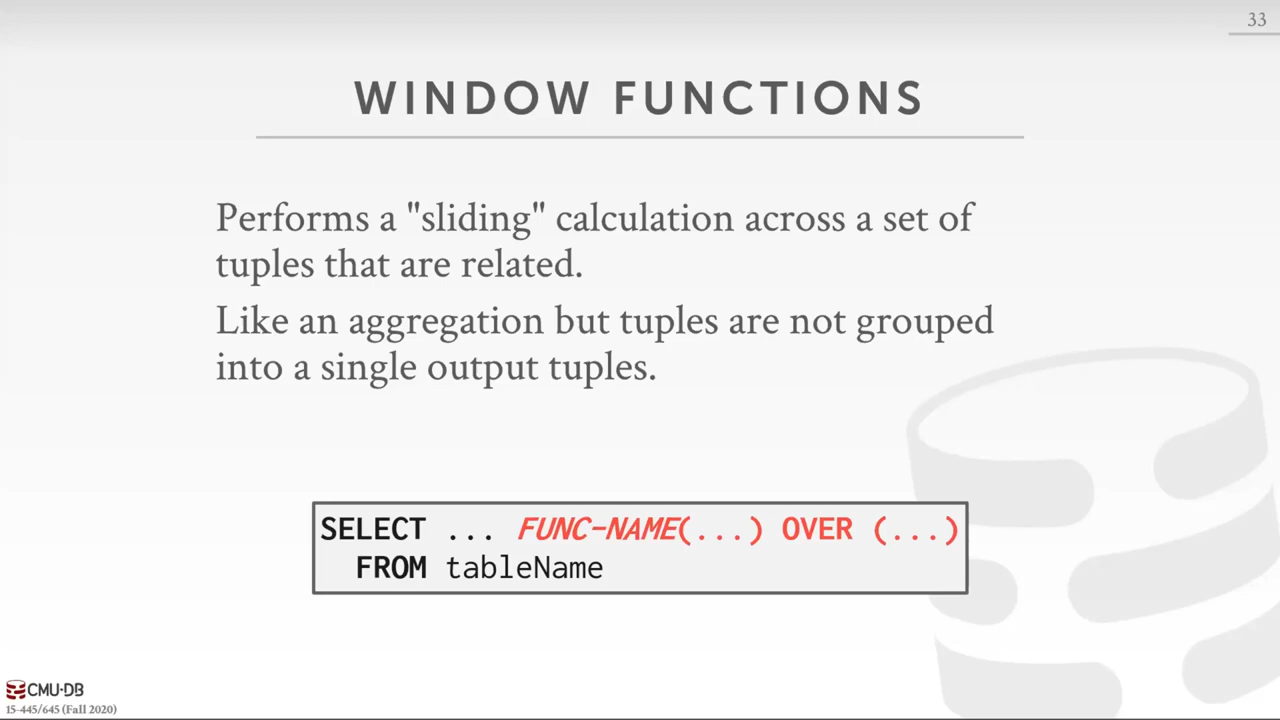 33
WINDOW FUNCTIONS
Performs a "sliding" calculation across a set of
tuples that are related.
Like an aggregation but tuples are not grouped
into a single output tuples.
SELECT ... FUNC-NAME(...) OVER (...)
FROM tableName
CMU·DB
15-445/645 (Fall 2020)